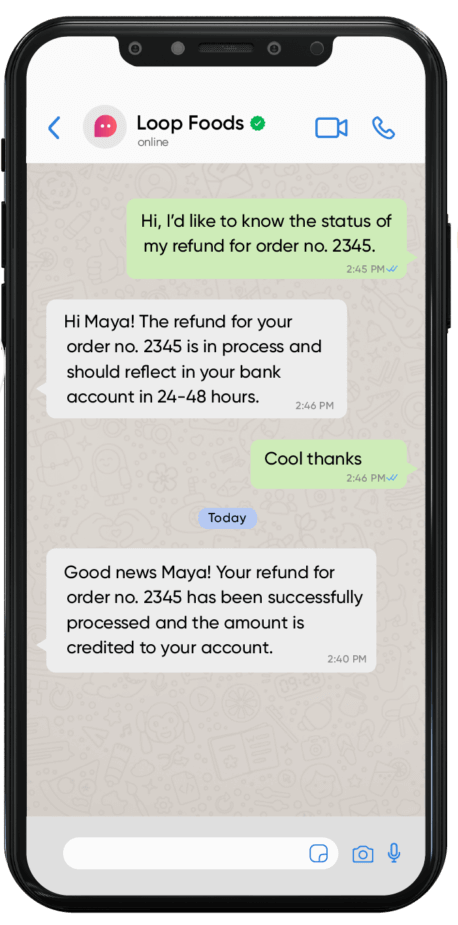 Loop Foods
online
Hi, I'd like to know the status of
my refund for order no. 2345.
2:45 PM
Hi Maya! The refund for your
order no. 2345 is in process and
should reflect in your bank
account in 24-48 hours.
2:46 PM
Cool thanks
2:46 PM
Today
Good news Maya! Your refund for
order no. 2345 has been successfully
processed and the amount is
credited to your account.
2:40 PM